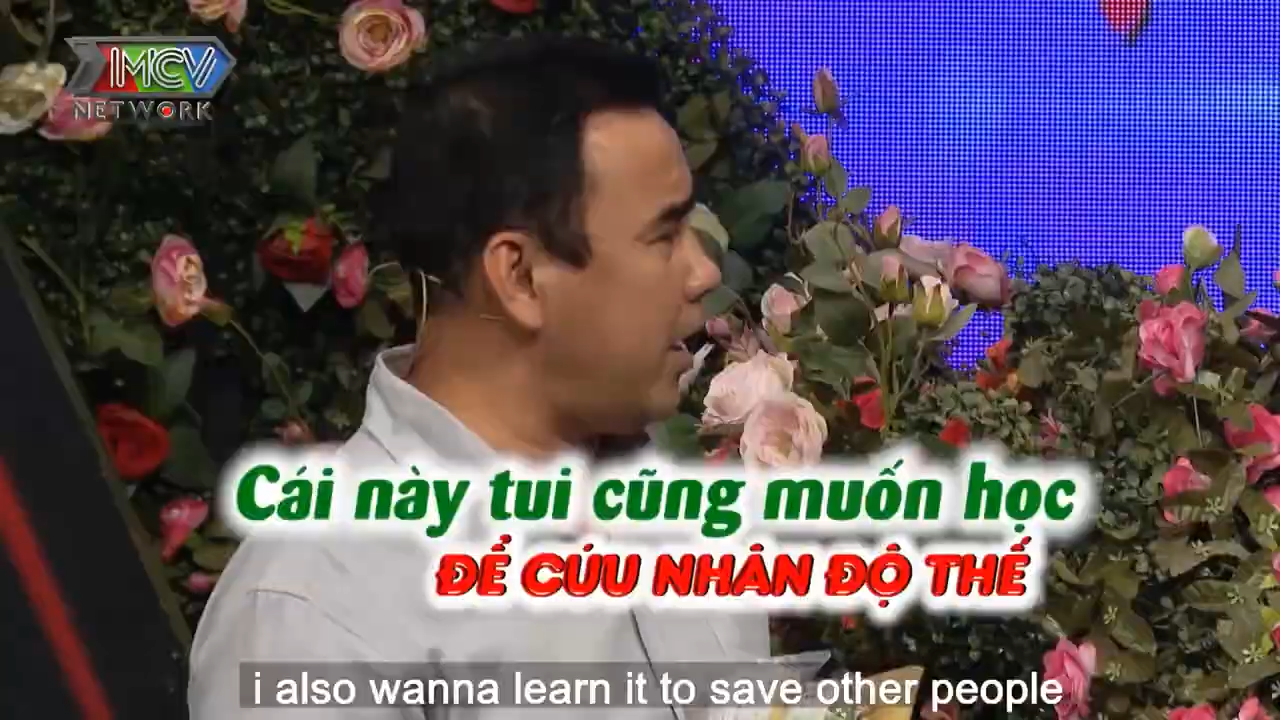 MCV
NETWORK
Cái này tui cũng muốn học
ĐỂ CỨU NHÂN ĐỘ THẾ
i also wanna learn it to save other people